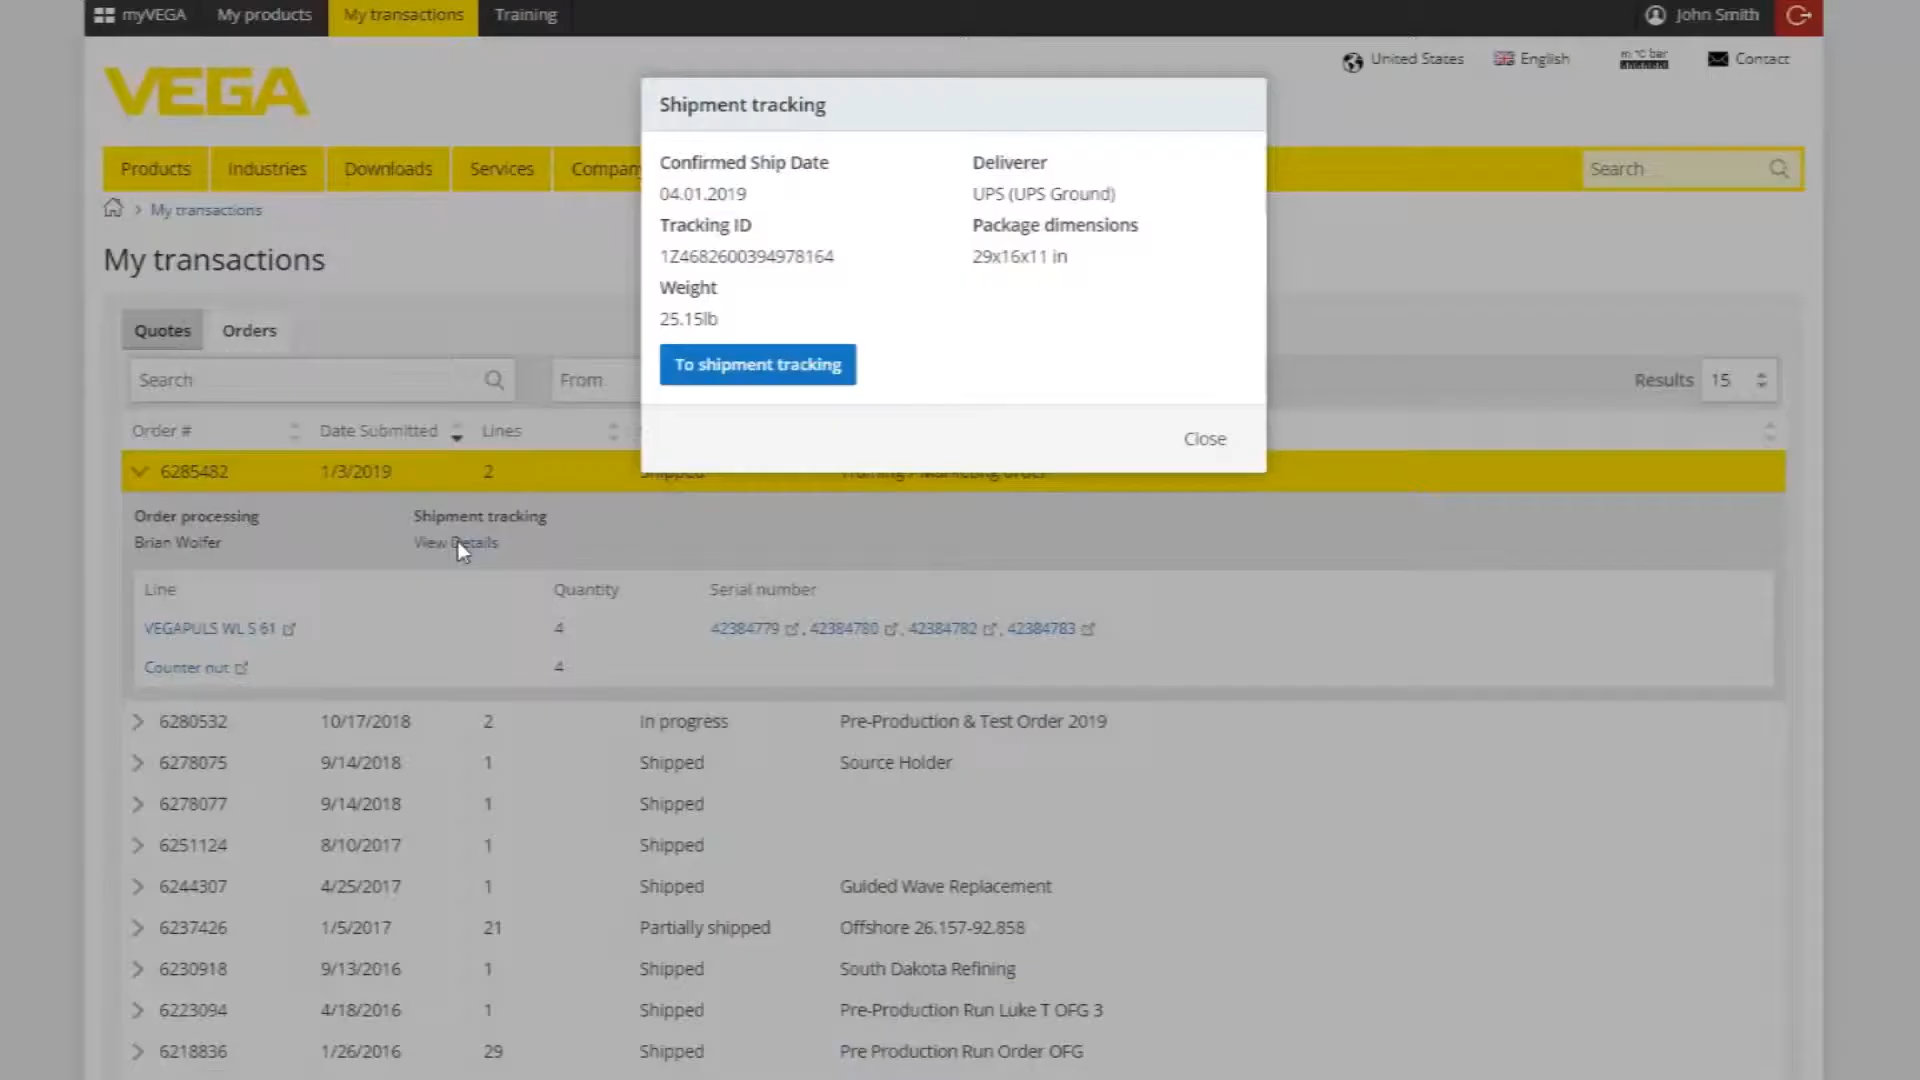 myVEGA My products My transactions Training John Smith
United States English m °C bar Contact
VEGA
Products Industries Downloads Services Company Search
My transactions
My transactions
Shipment tracking
Confirmed Ship Date Deliverer
04.01.2019 UPS (UPS Ground)
Tracking ID Package dimensions
1Z4682600394978164 29x16x11 in
Weight
25.15lb
To shipment tracking
Close
Quotes Orders
Search From Results 15
Order # Date Submitted Lines
6285482 1/3/2019 2 Shipped
Order processing Shipment tracking
Brian Wolfer View Details
Line Quantity Serial number
VEGAPULS WL S 61 4 42384779, 42384780, 42384782, 42384783
Counter nut 4
6280532 10/17/2018 2 In progress Pre-Production & Test Order 2019
6278075 9/14/2018 1 Shipped Source Holder
6278077 9/14/2018 1 Shipped
6251124 8/10/2017 1 Shipped
6244307 4/25/2017 1 Shipped Guided Wave Replacement
6237426 1/5/2017 21 Partially shipped Offshore 26.157-92.858
6230918 9/13/2016 1 Shipped South Dakota Refining
6223094 4/18/2016 1 Shipped Pre-Production Run Luke T OFG 3
6218836 1/26/2016 29 Shipped Pre Production Run Order OFG